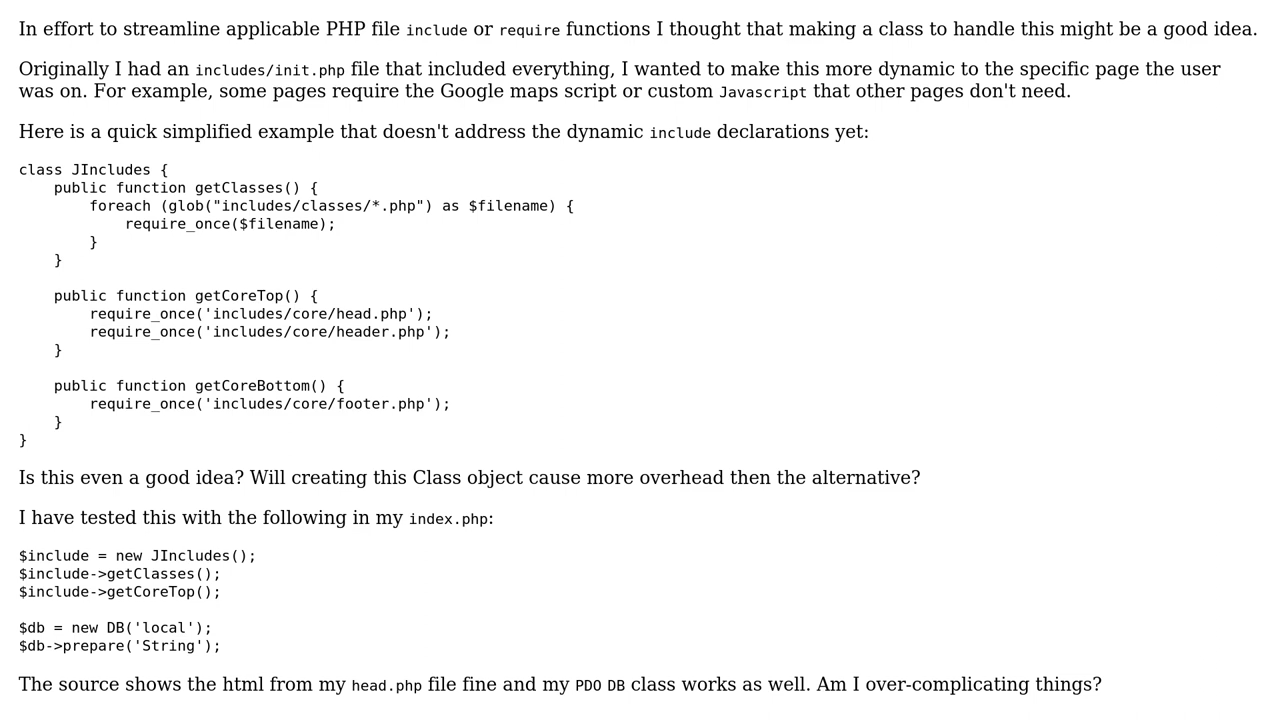 In effort to streamline applicable PHP file include or require functions I thought that making a class to handle this might be a good idea.
Originally I had an includes/init.php file that included everything, I wanted to make this more dynamic to the specific page the user
was on. For example, some pages require the Google maps script or custom Javascript that other pages don't need.
Here is a quick simplified example that doesn't address the dynamic include declarations yet:
class JIncludes {
    public function getClasses() {
        foreach (glob("includes/classes/*.php") as $filename) {
            require_once($filename);
        }
    }

    public function getCoreTop() {
        require_once('includes/core/head.php');
        require_once('includes/core/header.php');
    }

    public function getCoreBottom() {
        require_once('includes/core/footer.php');
    }
}
Is this even a good idea? Will creating this Class object cause more overhead then the alternative?
I have tested this with the following in my index.php:
$include = new JIncludes();
$include->getClasses();
$include->getCoreTop();

$db = new DB('local');
$db->prepare('String');
The source shows the html from my head.php file fine and my PDO DB class works as well. Am I over-complicating things?